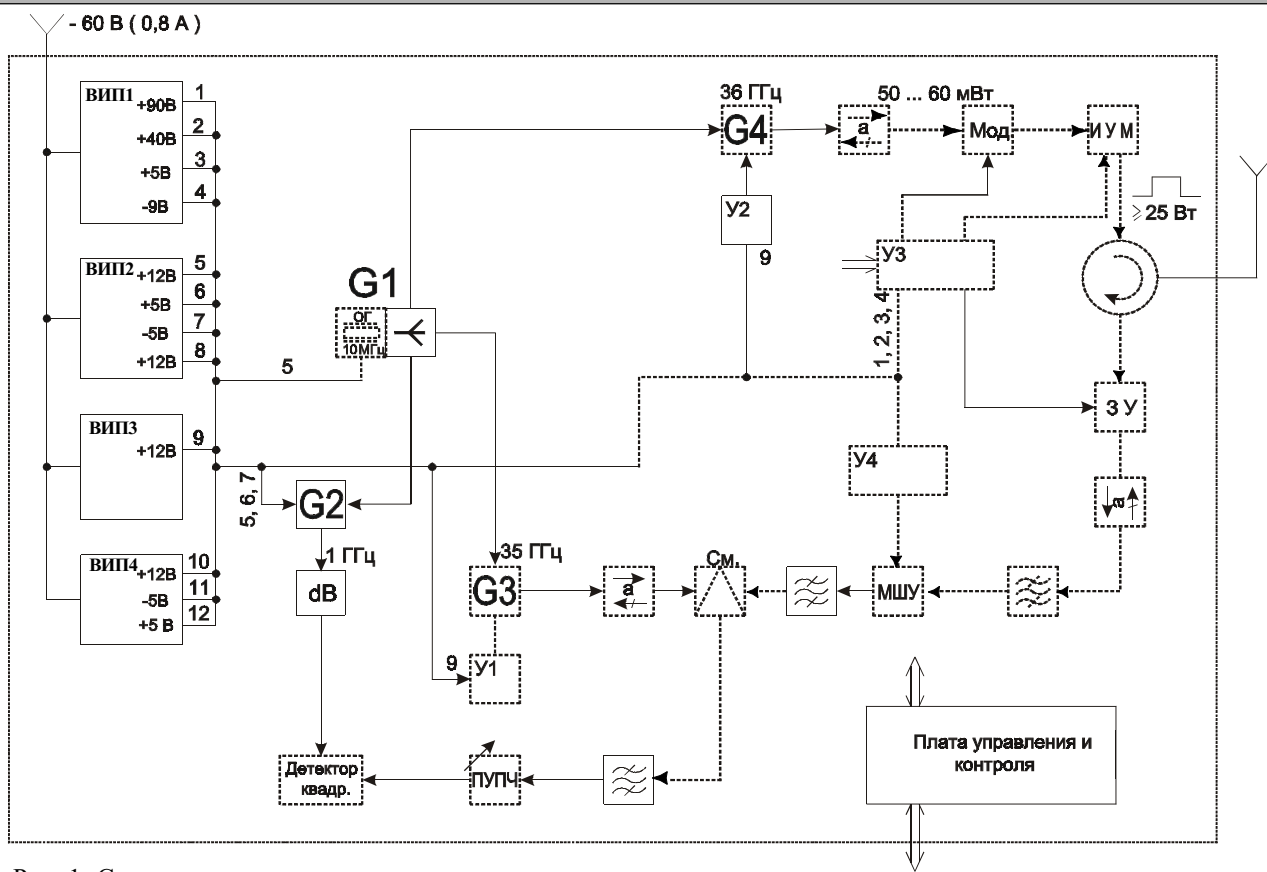 - 60 В ( 0,8 А )
ВИП1
+90В
1
+40В
2
+5В
3
-9В
4
ВИП2
+12В
5
+5В
6
-5В
7
+12В
8
ВИП3
+12В
9
ВИП4
+12В
10
-5В
11
+5 В
12
G1
ОГ
10МГц
5
36 ГГц
G4
а
50 ... 60 мВт
Мод
И У М
≥ 25 Вт
У2
9
У3
1, 2, 3, 4
З У
У4
а
5, 6, 7
G2
1 ГГц
dB
35 ГГц
G3
а
См.
МШУ
9
У1
Детектор
квадр.
ПУПЧ
Плата управления и
контроля